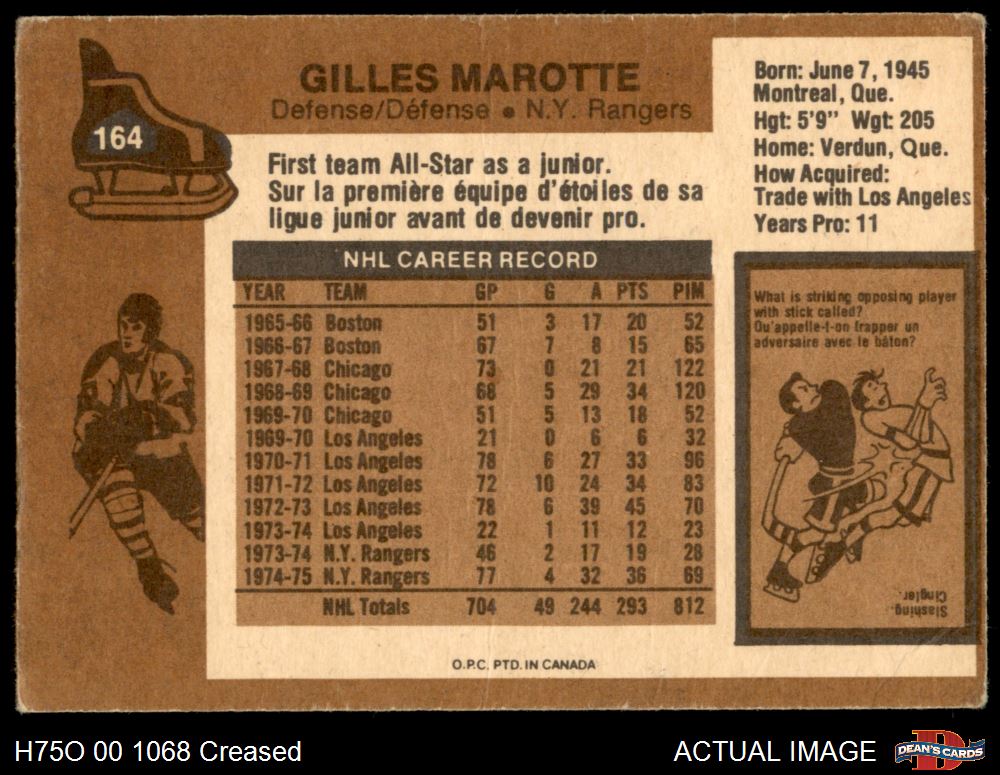 164
GILLES MAROTTE
Defense/Défense • N.Y. Rangers
First team All-Star as a junior.
Sur la première équipe d'étoiles de sa
ligue junior avant de devenir pro.
Born: June 7, 1945
Montreal, Que.
Hgt: 5'9" Wgt: 205
Home: Verdun, Que.
How Acquired:
Trade with Los Angeles
Years Pro: 11
NHL CAREER RECORD
YEAR TEAM GP G A PTS PIM
1965-66 Boston 51 3 17 20 52
1966-67 Boston 67 7 8 15 65
1967-68 Chicago 73 0 21 21 122
1968-69 Chicago 68 5 29 34 120
1969-70 Chicago 51 5 13 18 52
1969-70 Los Angeles 21 0 6 6 32
1970-71 Los Angeles 78 6 27 33 96
1971-72 Los Angeles 72 10 24 34 83
1972-73 Los Angeles 78 6 39 45 70
1973-74 Los Angeles 22 1 11 12 23
1973-74 N.Y. Rangers 46 2 17 19 28
1974-75 N.Y. Rangers 77 4 32 36 69
NHL Totals 704 49 244 293 812
What is striking opposing player
with stick called?
Qu'appelle-t-on frapper un
adversaire avec le bâton?
Slashing.
Cingler.
O.P.C. PTD. IN CANADA
H75O 00 1068 Creased
ACTUAL IMAGE
D
DEAN'S CARDS